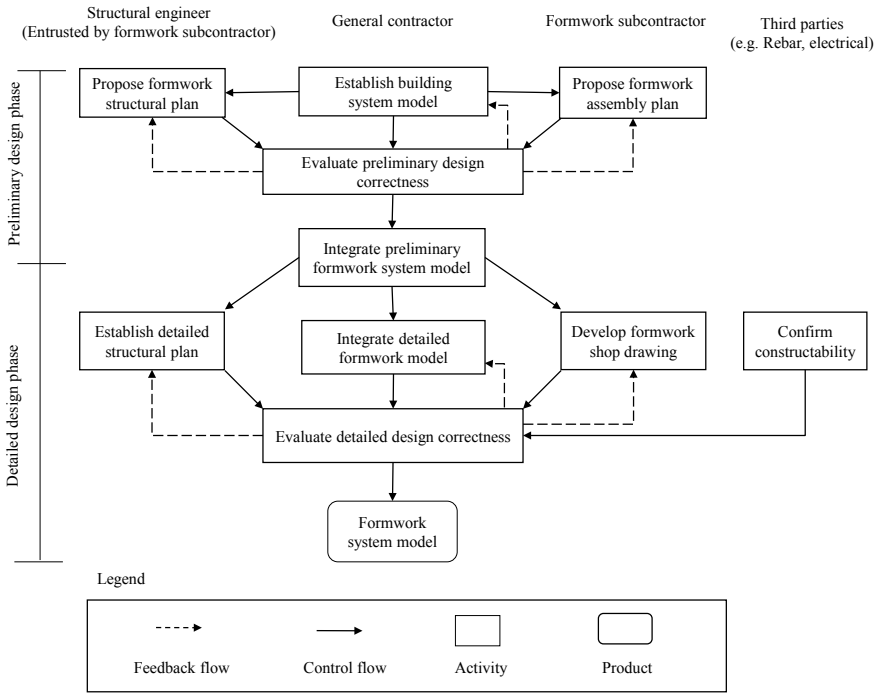 Structural engineer
(Entrusted by formwork subcontractor)
General contractor
Formwork subcontractor
Third parties
(e.g. Rebar, electrical)
Preliminary design phase
Propose formwork
structural plan
Establish building
system model
Propose formwork
assembly plan
Evaluate preliminary design
correctness
Integrate preliminary
formwork system model
Detailed design phase
Establish detailed
structural plan
Integrate detailed
formwork model
Develop formwork
shop drawing
Confirm
constructability
Evaluate detailed design correctness
Formwork
system model
Legend
Feedback flow
Control flow
Activity
Product